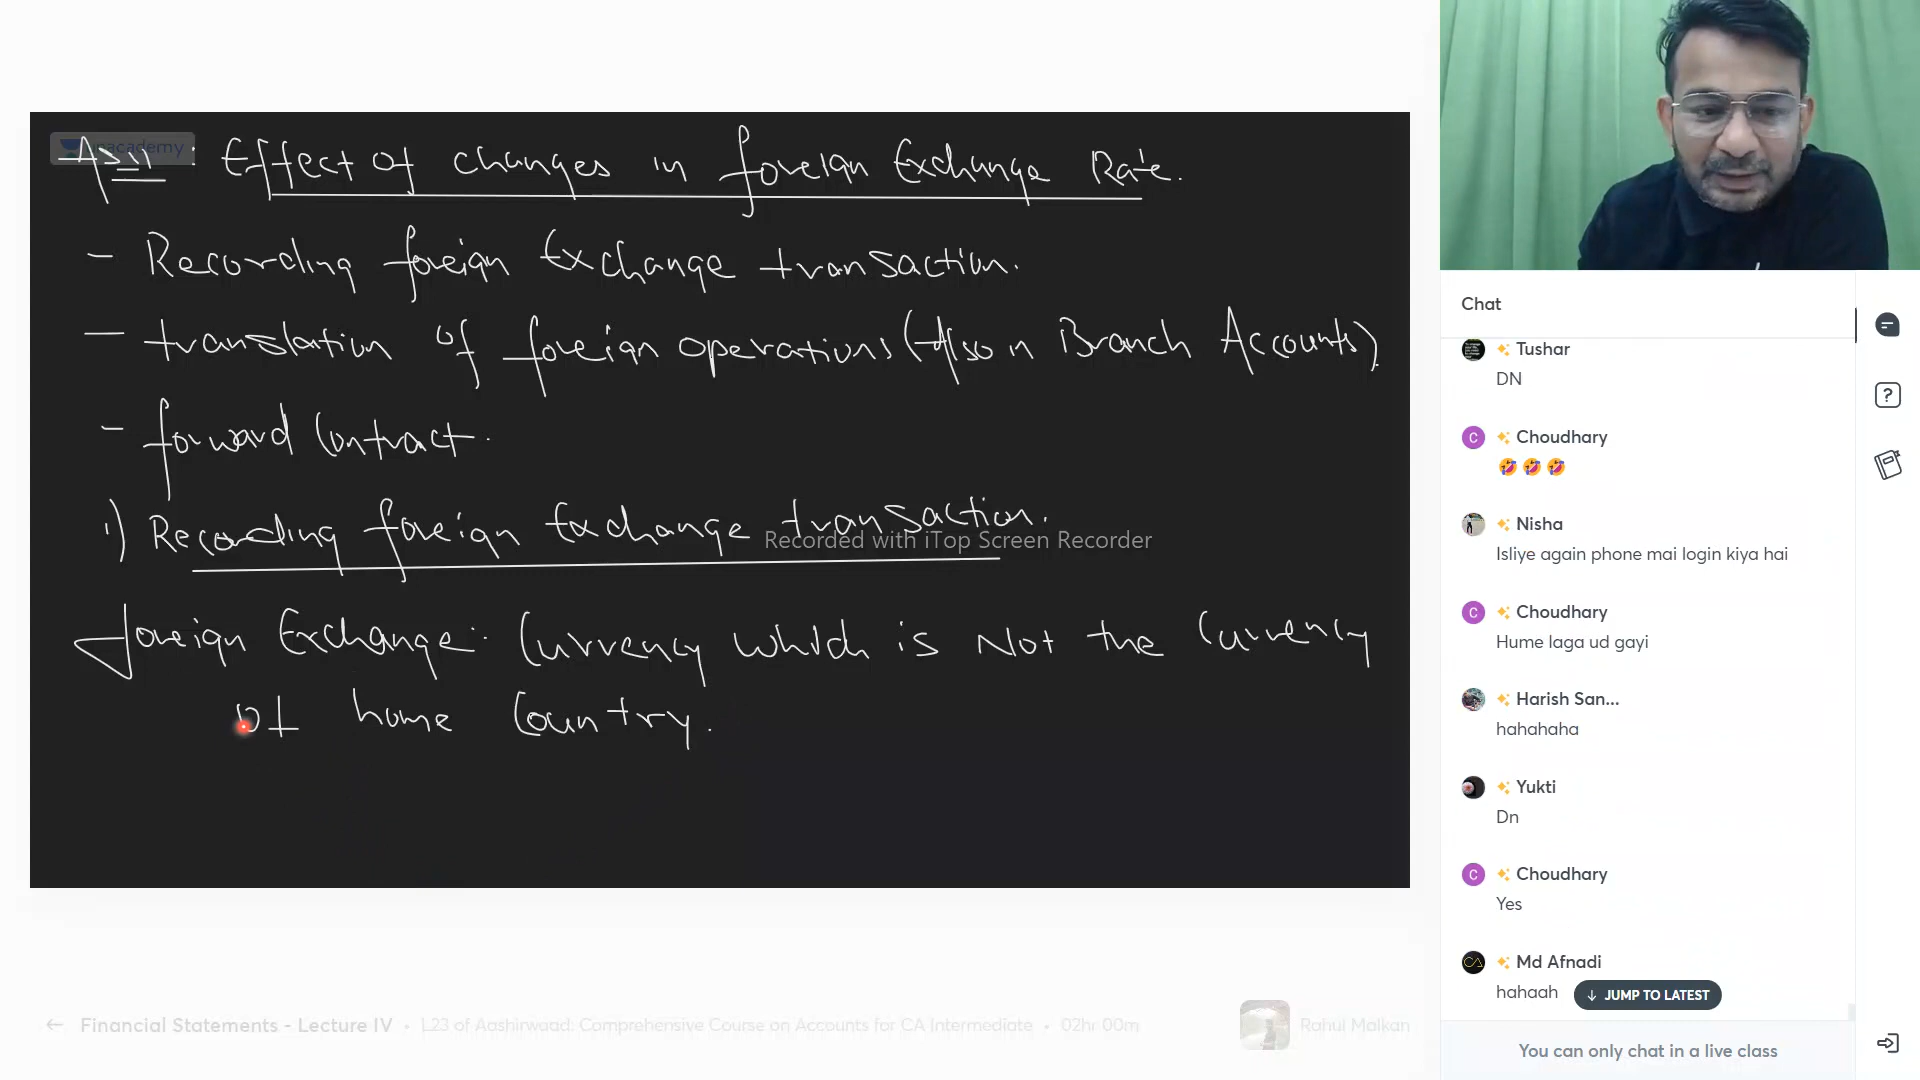 unacademy
AS 11 : Effect of changes in foreign Exchange Rate.
- Recording foreign Exchange transaction.
- translation of foreign operations (Also in Branch Accounts).
- forward Contract.
1) Recording foreign Exchange transaction.
Recorded with iTop Screen Recorder
foreign Exchange :- Currency which is Not the Currency
of home Country.
← Financial Statements - Lecture IV • L23 of Aashirwaad: Comprehensive Course on Accounts for CA Intermediate • 02hr 00m
Rahul Malkan
Chat
Tushar
DN
C Choudhary
🤣 🤣 🤣
Nisha
Isliye again phone mai login kiya hai
C Choudhary
Hume laga ud gayi
Harish San...
hahahaha
Yukti
Dn
C Choudhary
Yes
CA Md Afnadi
hahaah
↓ JUMP TO LATEST
You can only chat in a live class
?